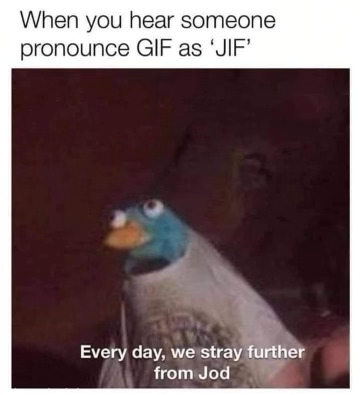 When you hear someone
pronounce GIF as ‘JIF’
Every day, we stray further
from Jod